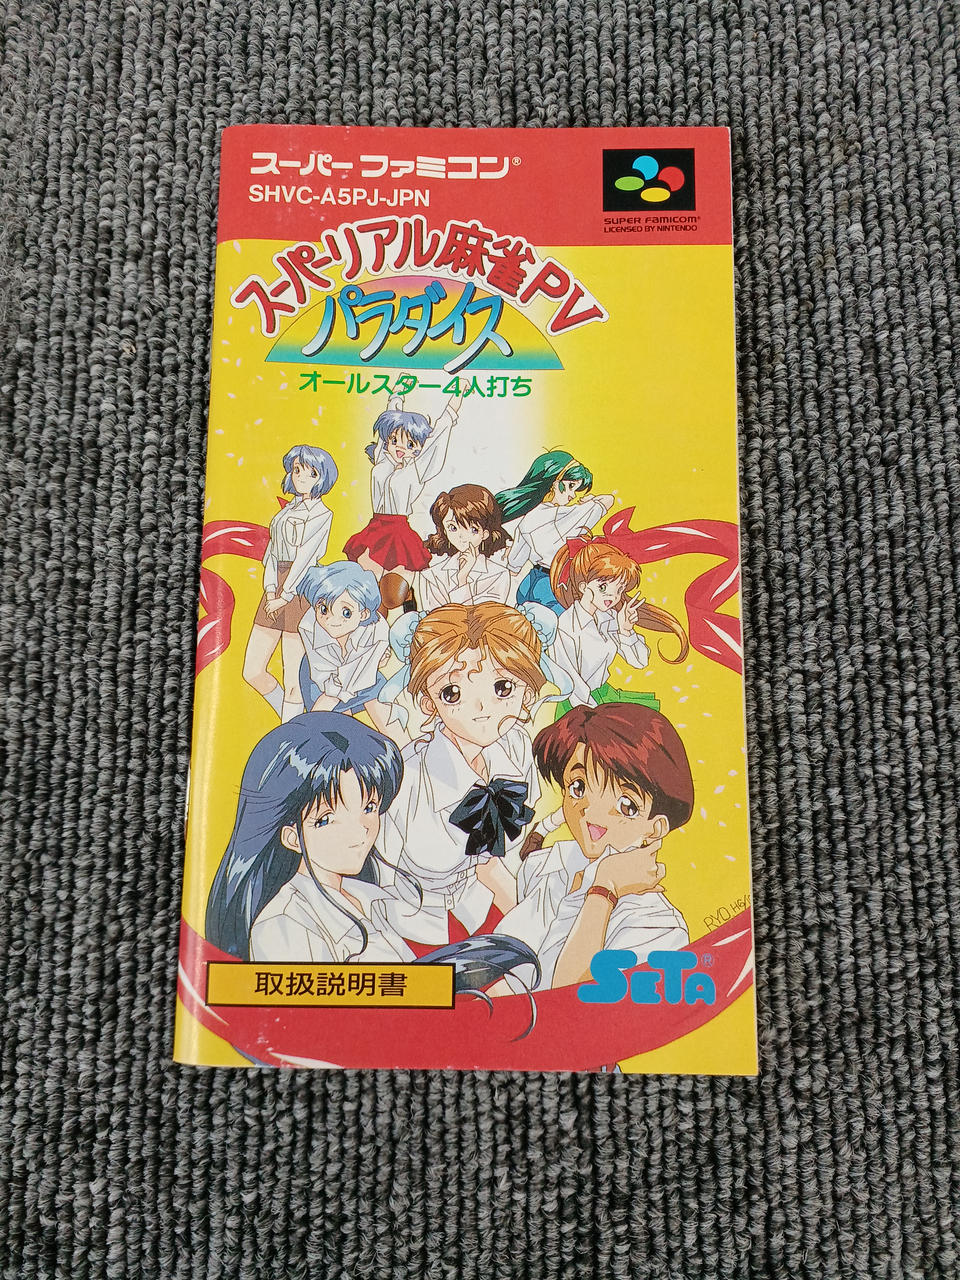 スーパーファミコン®
SHVC-A5PJ-JPN
SUPER FAMICOM®
LICENSED BY NINTENDO
スーパーリアル麻雀PV
パラダイス
オールスター4人打ち
取扱説明書
SETA®